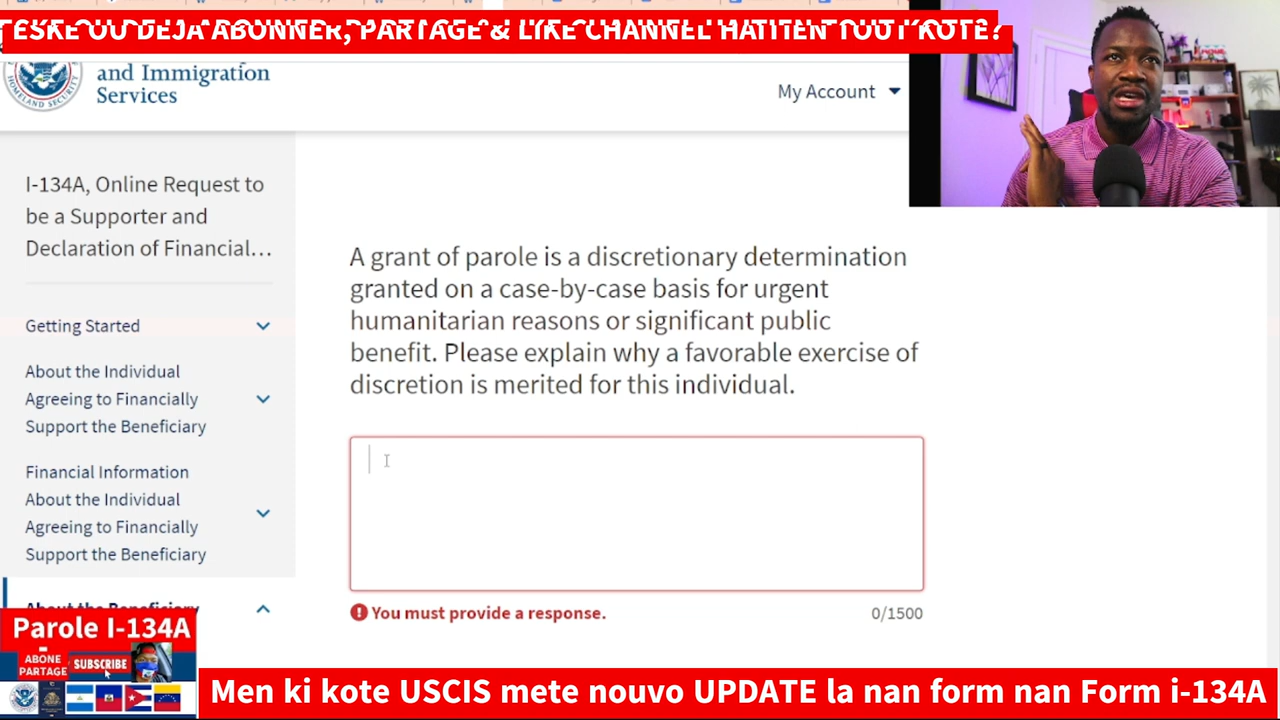 ESKE OU DEJA ABONNER, PARTAGE & LIKE CHANNEL HATITEN TOUT KOTE?
and Immigration
Services
My Account
I-134A, Online Request to
be a Supporter and
Declaration of Financial...
Getting Started
About the Individual
Agreeing to Financially
Support the Beneficiary
Financial Information
About the Individual
Agreeing to Financially
Support the Beneficiary
About the Beneficiary
A grant of parole is a discretionary determination
granted on a case-by-case basis for urgent
humanitarian reasons or significant public
benefit. Please explain why a favorable exercise of
discretion is merited for this individual.
You must provide a response.
0/1500
Parole I-134A
ABONE
PARTAGE
SUBSCRIBE
Men ki kote USCIS mete nouvo UPDATE la nan form nan Form i-134A